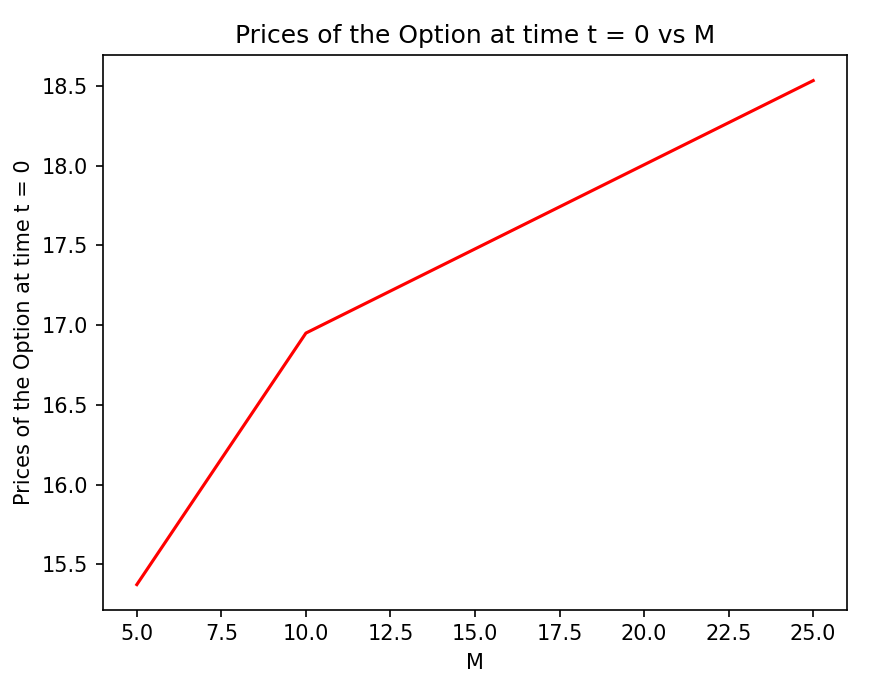 Prices of the Option at time t = 0 vs M
Prices of the Option at time t = 0
18.5
18.0
17.5
17.0
16.5
16.0
15.5
5.0 7.5 10.0 12.5 15.0 17.5 20.0 22.5 25.0
M